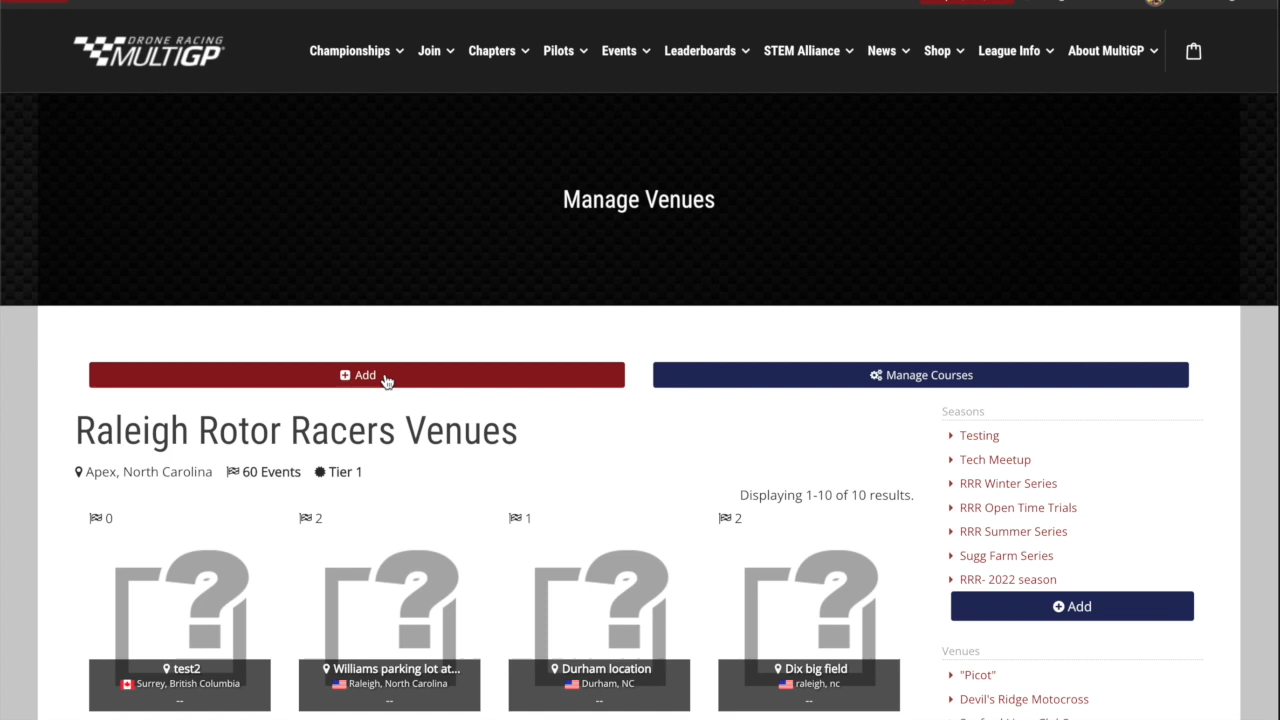 DRONE RACING
MULTIGP
Championships Join Chapters Pilots Events Leaderboards STEM Alliance News Shop League Info About MultiGP
Manage Venues
Add
Manage Courses
Raleigh Rotor Racers Venues
Apex, North Carolina 60 Events Tier 1
Displaying 1-10 of 10 results.
0
2
1
2
test2
Surrey, British Columbia
--
Williams parking lot at...
Raleigh, North Carolina
--
Durham location
Durham, NC
--
Dix big field
raleigh, nc
--
Seasons
Testing
Tech Meetup
RRR Winter Series
RRR Open Time Trials
RRR Summer Series
Sugg Farm Series
RRR- 2022 season
Add
Venues
"Picot"
Devil's Ridge Motocross